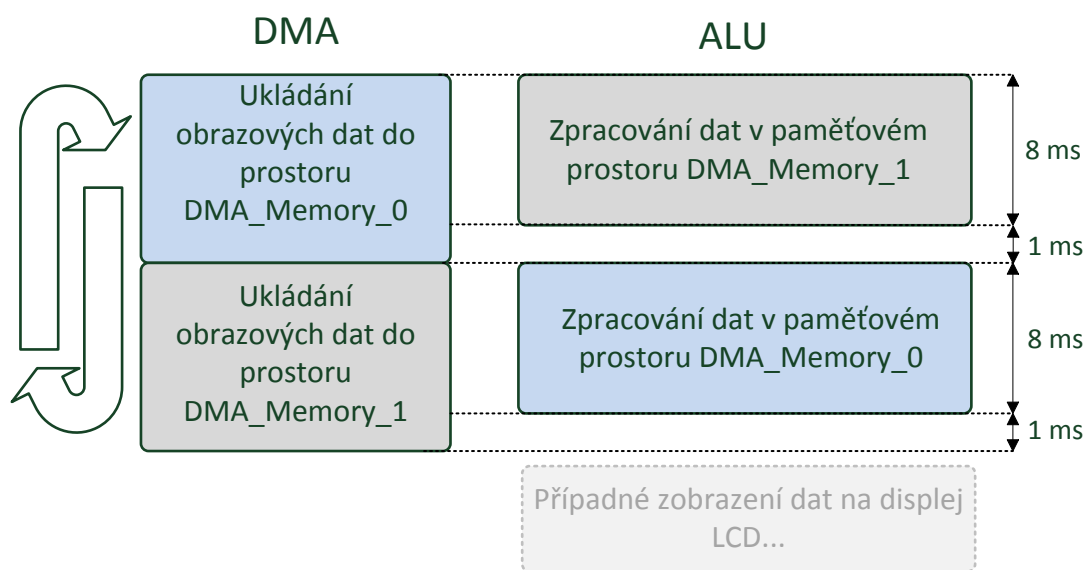 DMA
ALU
Ukládání
obrazových dat do
prostoru
DMA_Memory_0
Zpracování dat v paměťovém
prostoru DMA_Memory_1
8 ms
1 ms
Ukládání
obrazových dat do
prostoru
DMA_Memory_1
Zpracování dat v paměťovém
prostoru DMA_Memory_0
8 ms
1 ms
Případné zobrazení dat na displej
LCD...